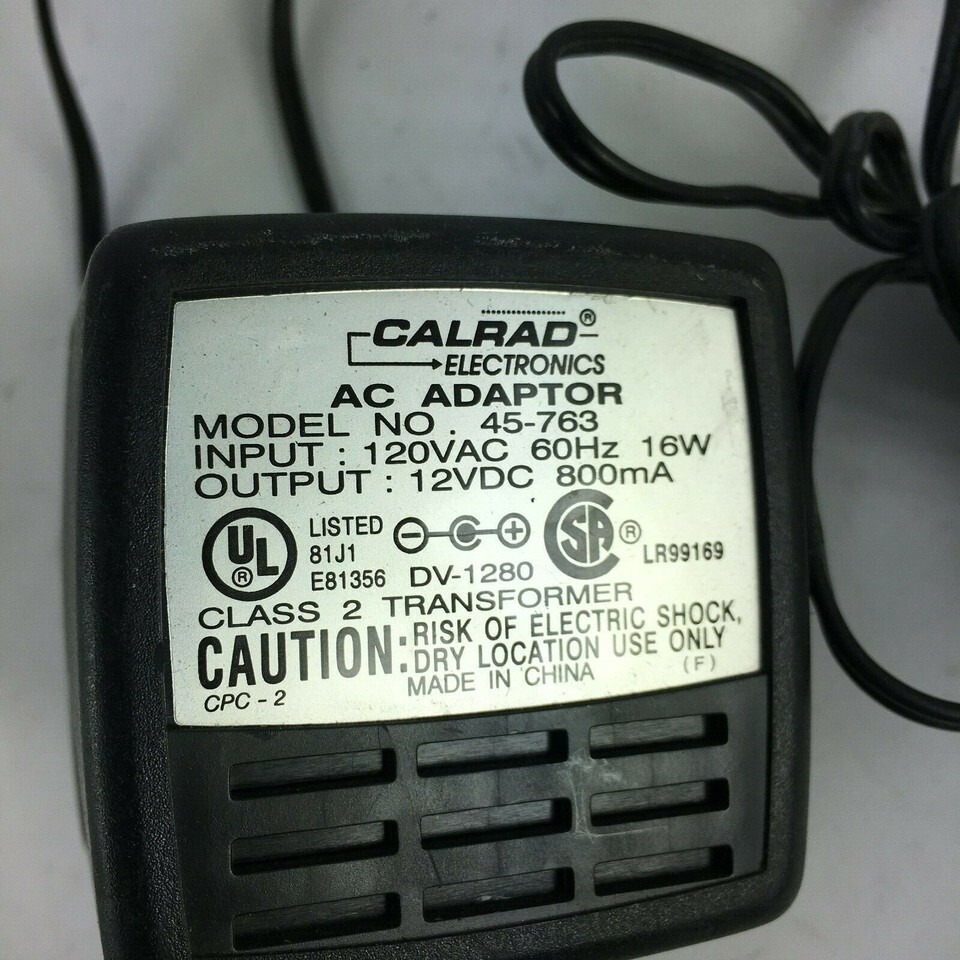 CALRAD®
ELECTRONICS
AC ADAPTOR
MODEL NO. 45-763
INPUT : 120VAC 60Hz 16W
OUTPUT : 12VDC 800mA
UL® LISTED 81J1 E81356
DV-1280
SA® LR99169
CLASS 2 TRANSFORMER
CAUTION: RISK OF ELECTRIC SHOCK,
DRY LOCATION USE ONLY
MADE IN CHINA (F)
CPC-2